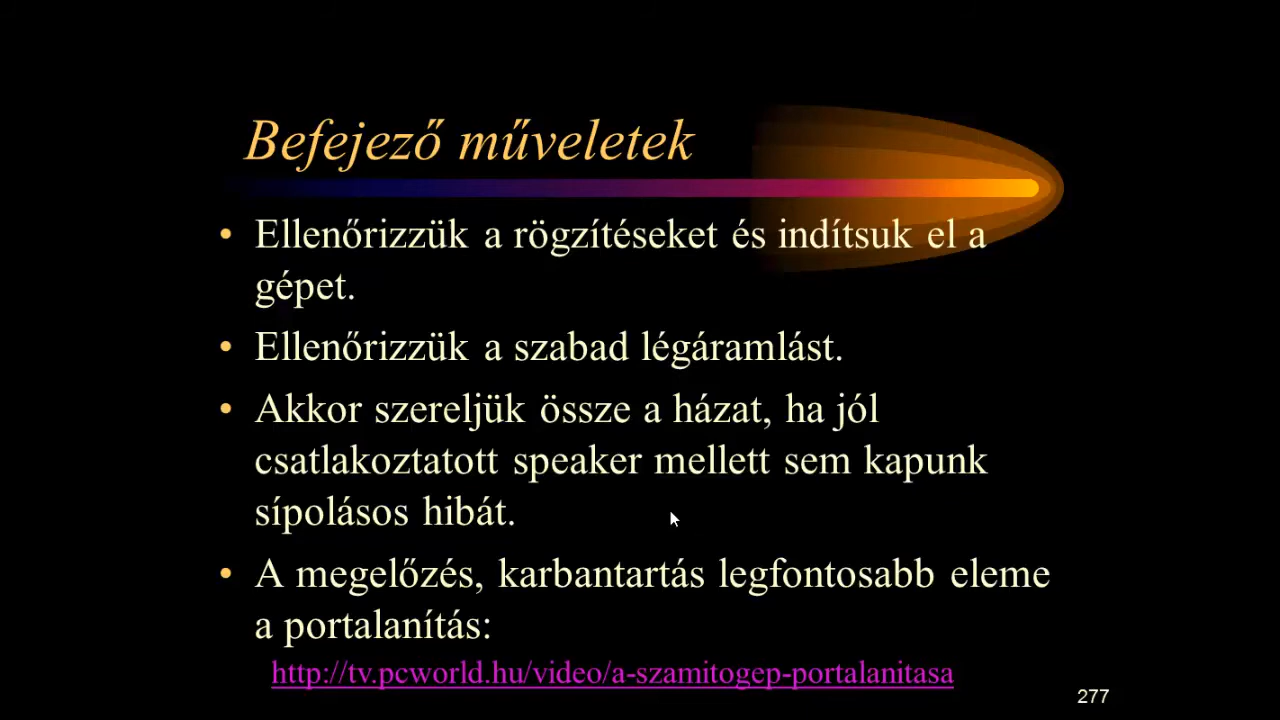 Befejező műveletek
• Ellenőrizzük a rögzítéseket és indítsuk el a
gépet.
• Ellenőrizzük a szabad légáramlást.
• Akkor szereljük össze a házat, ha jól
csatlakoztatott speaker mellett sem kapunk
sípolásos hibát.
• A megelőzés, karbantartás legfontosabb eleme
a portalanítás:
http://tv.pcworld.hu/video/a-szamitogep-portalanitasa
277